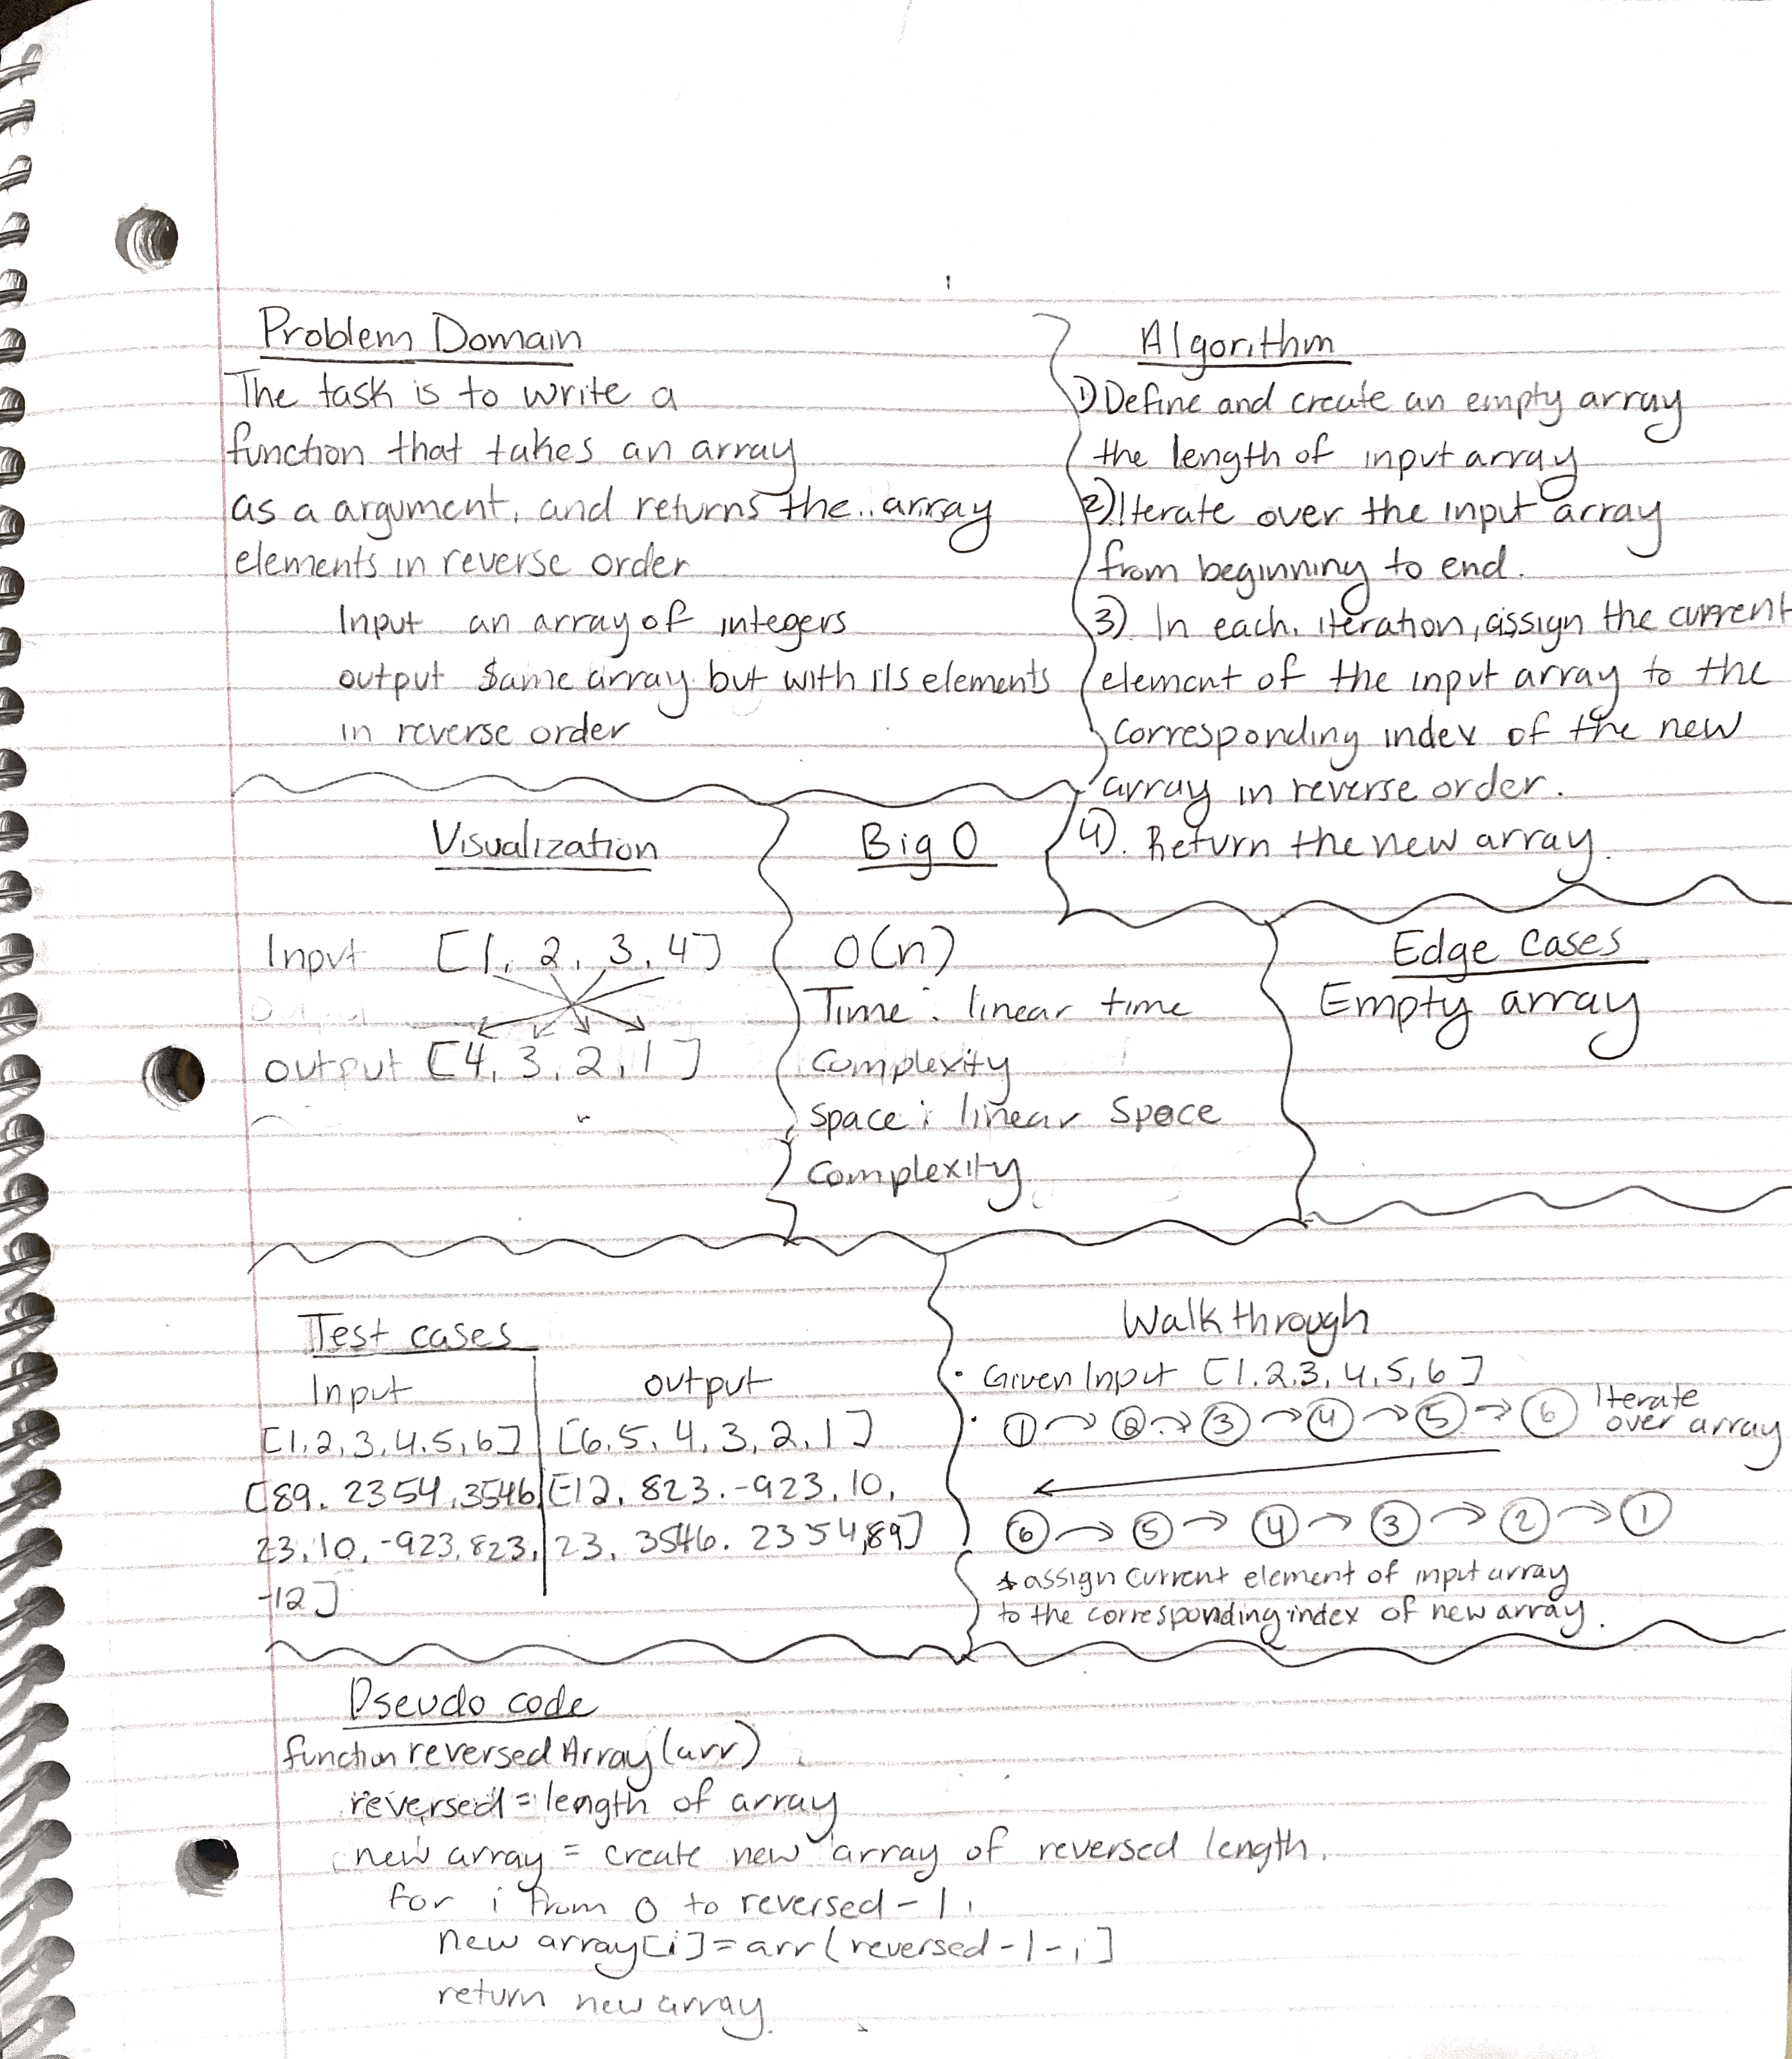 Problem Domain
The task is to write a
function that takes an array
as a argument, and returns the.. array
elements in reverse order
Input an array of integers
output Same array but with its elements
in reverse order
Algorithm
1) Define and create an empty array
the length of input array
2) Iterate over the input array
from beginning to end.
3). In each. iteration, assign the current
element of the input array to the
corresponding index of the new
array in reverse order.
4). Return the new array.
Visualization
Input [1, 2, 3, 4]
Output
output [4, 3, 2, 1]
Big O
O(n)
Time: linear time
complexity
space: linear Space
complexity
Edge Cases
Empty array
Test cases
Input output
[1,2,3,4,5,6] [6,5,4,3,2,1]
[89, 2354, 3546 [-12, 823, -923, 10,
23, 10, -923, 823, 23, 3546, 2354, 89]
-12]
Walkthrough
· Given Input [1,2,3,4,5,6]
· 1 → 2 → 3 → 4 → 5 → 6 Iterate
over array
6 → 5 → 4 → 3 → 2 → 1
* assign current element of input array
to the corresponding index of new array.
Pseudo code
function reversedArray(arr)
reversed = length of array
new array = create new array of reversed length.
for i from 0 to reversed - 1,
new array[i] = arr(reversed-1-i]
return new array.